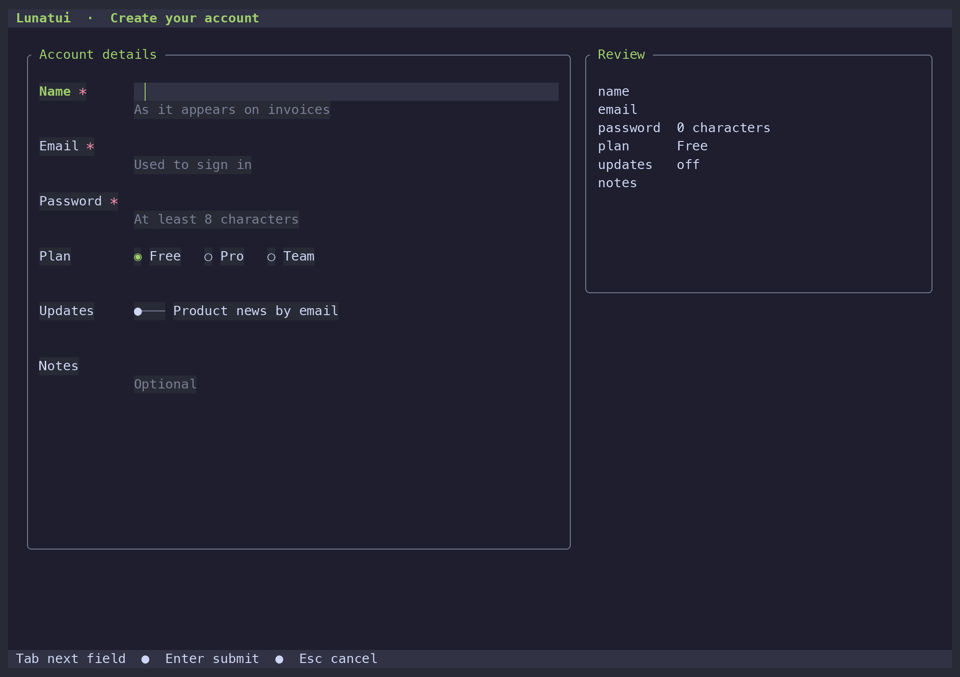 Lunatui · Create your account
Account details
Name *
As it appears on invoices
Email *
Used to sign in
Password *
At least 8 characters
Plan ◉ Free ○ Pro ○ Team
Updates ●── Product news by email
Notes
Optional
Review
name
email
password 0 characters
plan Free
updates off
notes
Tab next field ● Enter submit ● Esc cancel